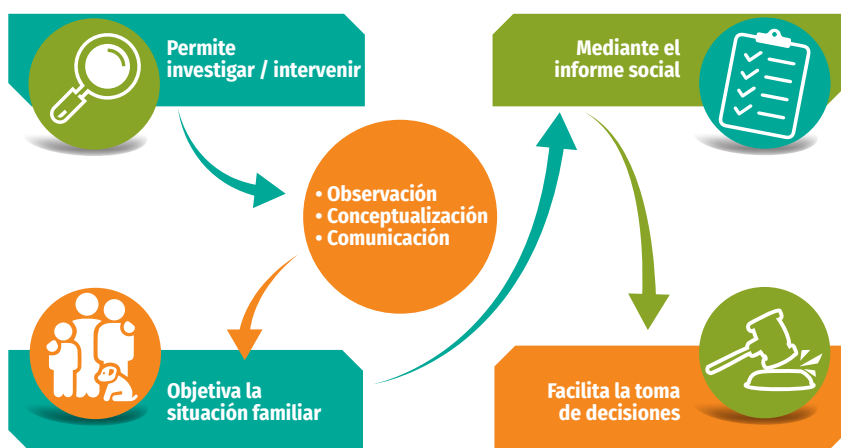 Permite
investigar / intervenir
• Observación
• Conceptualización
• Comunicación
Objetiva la
situación familiar
Mediante el
informe social
Facilita la toma
de decisiones